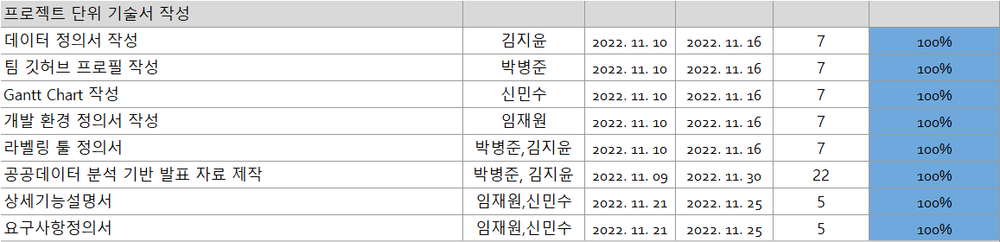 프로젝트 단위 기술서 작성
데이터 정의서 작성 김지윤 2022. 11. 10 2022. 11. 16 7 100%
팀 깃허브 프로필 작성 박병준 2022. 11. 10 2022. 11. 16 7 100%
Gantt Chart 작성 신민수 2022. 11. 10 2022. 11. 16 7 100%
개발 환경 정의서 작성 임재원 2022. 11. 10 2022. 11. 16 7 100%
라벨링 툴 정의서 박병준,김지윤 2022. 11. 10 2022. 11. 16 7 100%
공공데이터 분석 기반 발표 자료 제작 박병준, 김지윤 2022. 11. 09 2022. 11. 30 22 100%
상세기능설명서 임재원,신민수 2022. 11. 21 2022. 11. 25 5 100%
요구사항정의서 임재원,신민수 2022. 11. 21 2022. 11. 25 5 100%